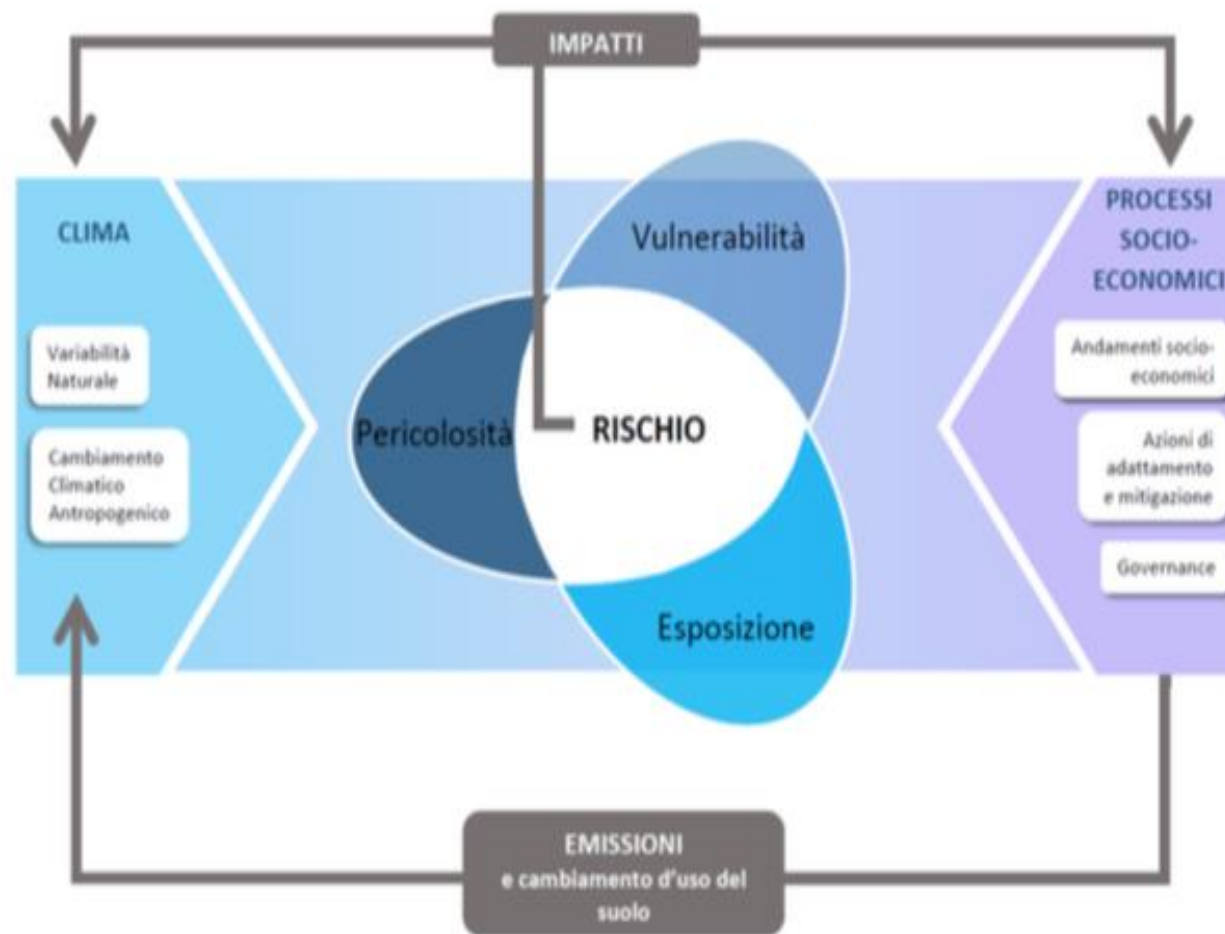 IMPATTI
CLIMA
Variabilità
Naturale
Cambiamento
Climatico
Antropogenico
Vulnerabilità
Pericolosità
RISCHIO
Esposizione
PROCESSI
SOCIO-
ECONOMICI
Andamenti socio-
economici
Azioni di
adattamento
e mitigazione
Governance
EMISSIONI
e cambiamento d'uso del
suolo